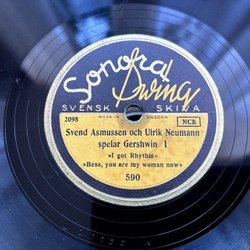 Sonora
Swing
SVENSK SKIVA
MADE IN SWEDEN
2098
NCB
Svend Asmussen och Ulrik Neumann
spelar Gershwin 1
»I got Rhythm»
»Bess, you are my woman now»
590